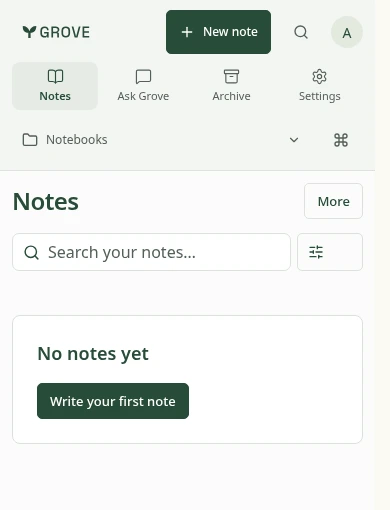 GROVE
New note
A
Notes
Ask Grove
Archive
Settings
Notebooks
⌘
Notes
More
Search your notes...
No notes yet
Write your first note